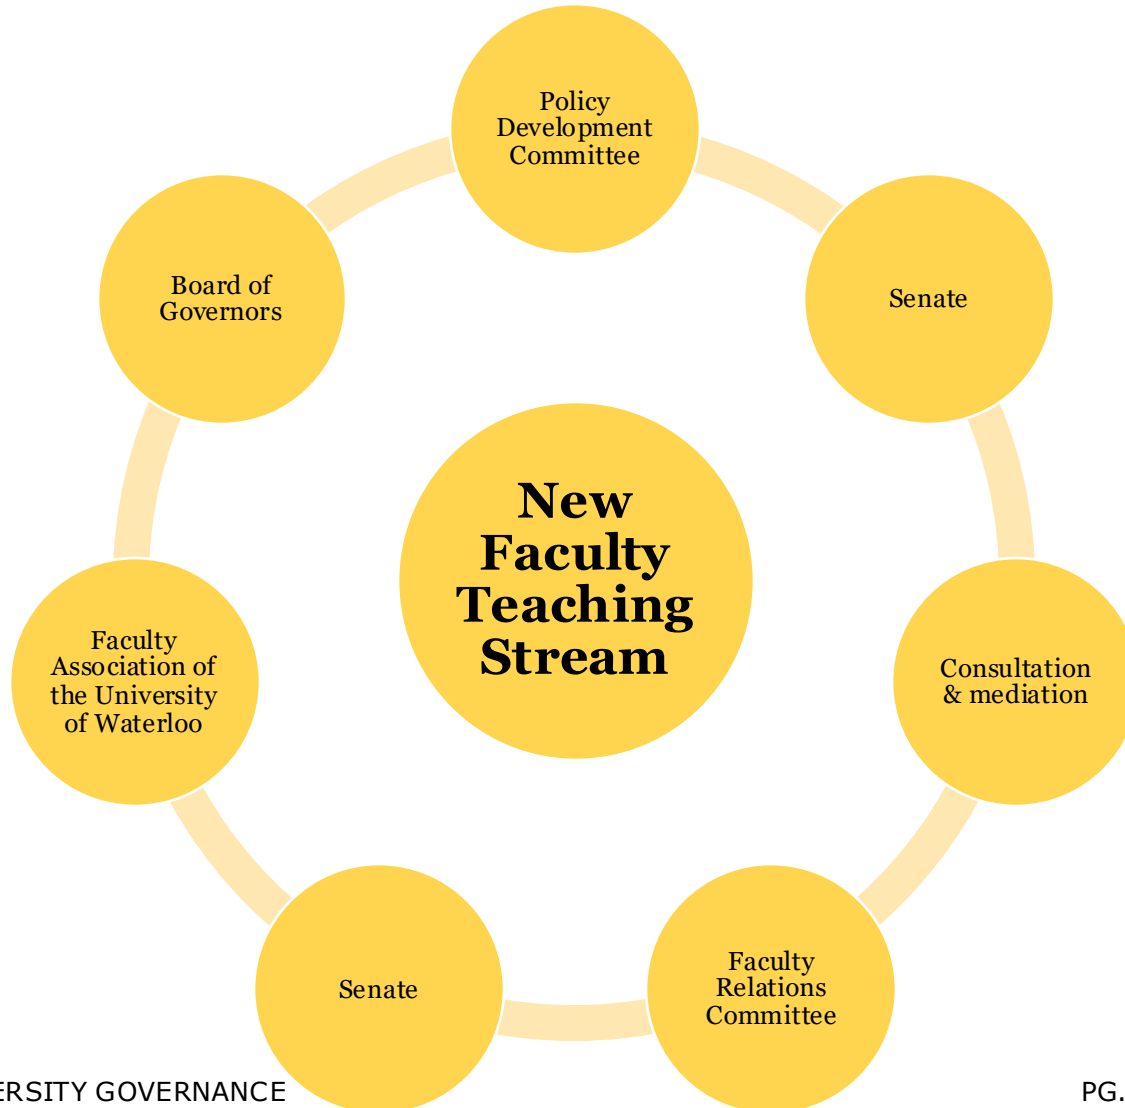 Policy
Development
Committee
Senate
Consultation
& mediation
Faculty
Relations
Committee
Senate
Faculty
Association of
the University
of Waterloo
Board of
Governors
New
Faculty
Teaching
Stream
ERSITY GOVERNANCE
PG.